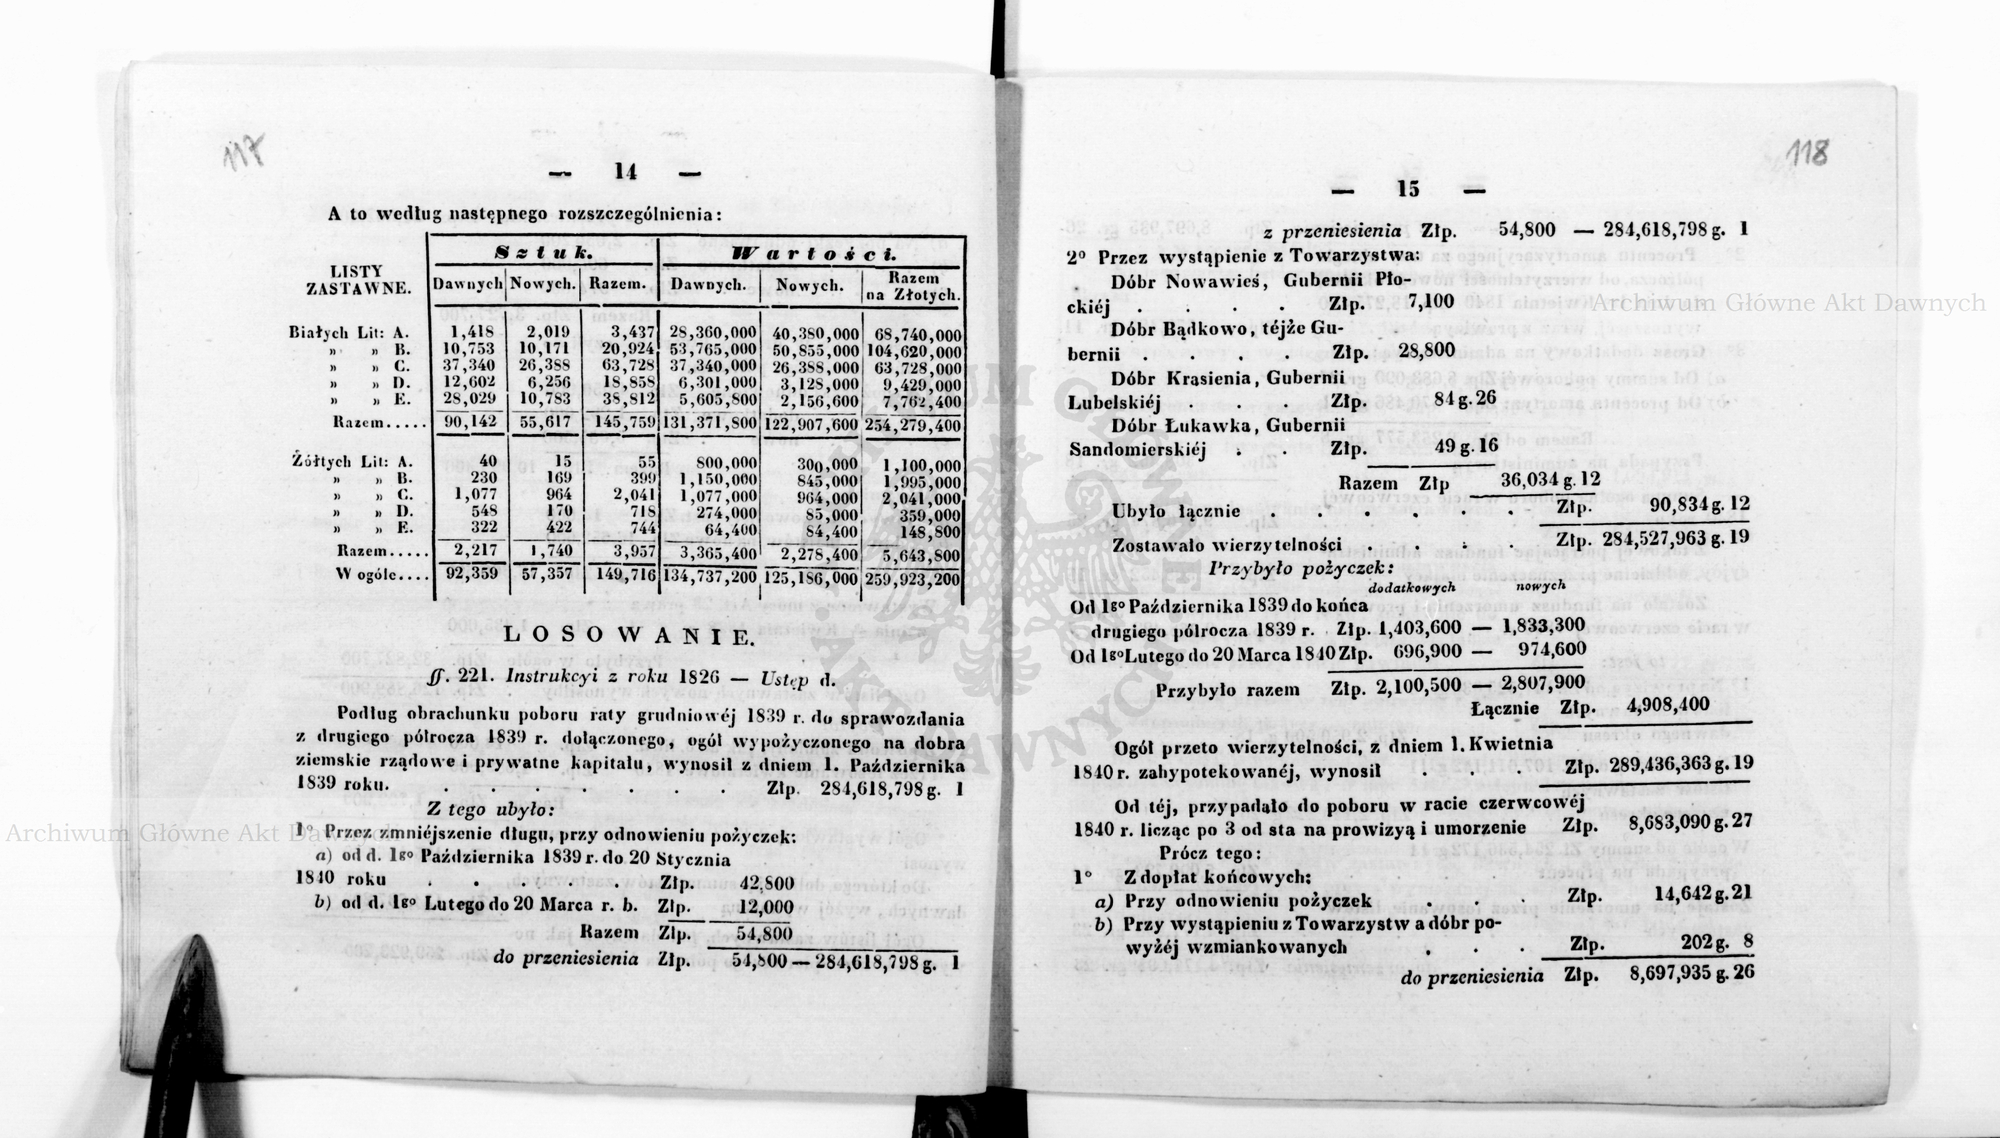 117
— 14 —
A to według następnego rozszczególnienia:
LISTY ZASTAWNE. Sztuk. Wartości.
Dawnych Nowych. Razem. Dawnych. Nowych. Razem na Złotych.
Białych Lit: A. 1,418 2,019 3,437 28,360,000 40,380,000 68,740,000
» » B. 10,753 10,171 20,924 53,765,000 50,855,000 104,620,000
» » C. 37,340 26,388 63,728 37,340,000 26,388,000 63,728,000
» » D. 12,602 6,256 18,858 6,301,000 3,128,000 9,429,000
» » E. 28,029 10,783 38,812 5,605,800 2,156,600 7,762,400
Razem..... 90,142 55,617 145,759 131,371,800 122,907,600 254,279,400
Żółtych Lit: A. 40 15 55 800,000 300,000 1,100,000
» » B. 230 169 399 1,150,000 845,000 1,995,000
» » C. 1,077 964 2,041 1,077,000 964,000 2,041,000
» » D. 548 170 718 274,000 85,000 359,000
» » E. 322 422 744 64,400 84,400 148,800
Razem..... 2,217 1,740 3,957 3,365,400 2,278,400 5,643,800
W ogóle.... 92,359 57,357 149,716 134,737,200 125,186,000 259,923,200
LOSOWANIE.
ff. 221. Instrukcyi z roku 1826 — Ustęp d.
Podług obrachunku poboru raty grudniowéj 1839 r. do sprawozdania
z drugiego półrocza 1839 r. dołączonego, ogół wypożyczonego na dobra
ziemskie rządowe i prywatne kapitału, wynosił z dniem 1. Października
1839 roku. . . . . . . . Złp. 284,618,798 g. 1
Z tego ubyło:
1° Przez zmniéjszenie długu, przy odnowieniu pożyczek:
a) od d. 1go Października 1839 r. do 20 Stycznia
1840 roku . . . . . Złp. 42,800
b) od d. 1go Lutego do 20 Marca r. b. Złp. 12,000
Razem Złp. 54,800
do przeniesienia Złp. 54,800 — 284,618,798 g. 1
118
— 15 —
z przeniesienia Złp. 54,800 — 284,618,798 g. 1
2° Przez wystąpienie z Towarzystwa:
Dóbr Nowawieś, Gubernii Pło-
ckiéj . . . . Złp. 7,100
Dóbr Bądkowo, téjże Gu-
bernii . . . . Złp. 28,800
Dóbr Krasienia, Gubernii
Lubelskiéj . . . Złp. 84 g. 26
Dóbr Łukawka, Gubernii
Sandomierskiéj . . Złp. 49 g. 16
Razem Złp 36,034 g. 12
Ubyło łącznie . . . . . . Złp. 90,834 g. 12
Zostawało wierzytelności . . . . Złp. 284,527,963 g. 19
Przybyło pożyczek:
dodatkowych nowych
Od 1go Października 1839 do końca
drugiego półrocza 1839 r. Złp. 1,403,600 — 1,833,300
Od 1go Lutego do 20 Marca 1840 Złp. 696,900 — 974,600
Przybyło razem Złp. 2,100,500 — 2,807,900
Łącznie Złp. 4,908,400
Ogół przeto wierzytelności, z dniem 1. Kwietnia
1840 r. zahypotekowanéj, wynosił . . . Złp. 289,436,363 g. 19
Od téj, przypadało do poboru w racie czerwcowéj
1840 r. licząc po 3 od sta na prowizyą i umorzenie Złp. 8,683,090 g. 27
Prócz tego:
1° Z dopłat końcowych:
a) Przy odnowieniu pożyczek . . . Złp. 14,642 g. 21
b) Przy wystąpieniu z Towarzystwa dóbr po-
wyżéj wzmiankowanych . . . Złp. 202 g. 8
do przeniesienia Złp. 8,697,935 g. 26
Archiwum Główne Akt Dawnych
Archiwum Główne Akt Dawnych
ARCHIWUM GŁÓWNE AKT DAWNYCH